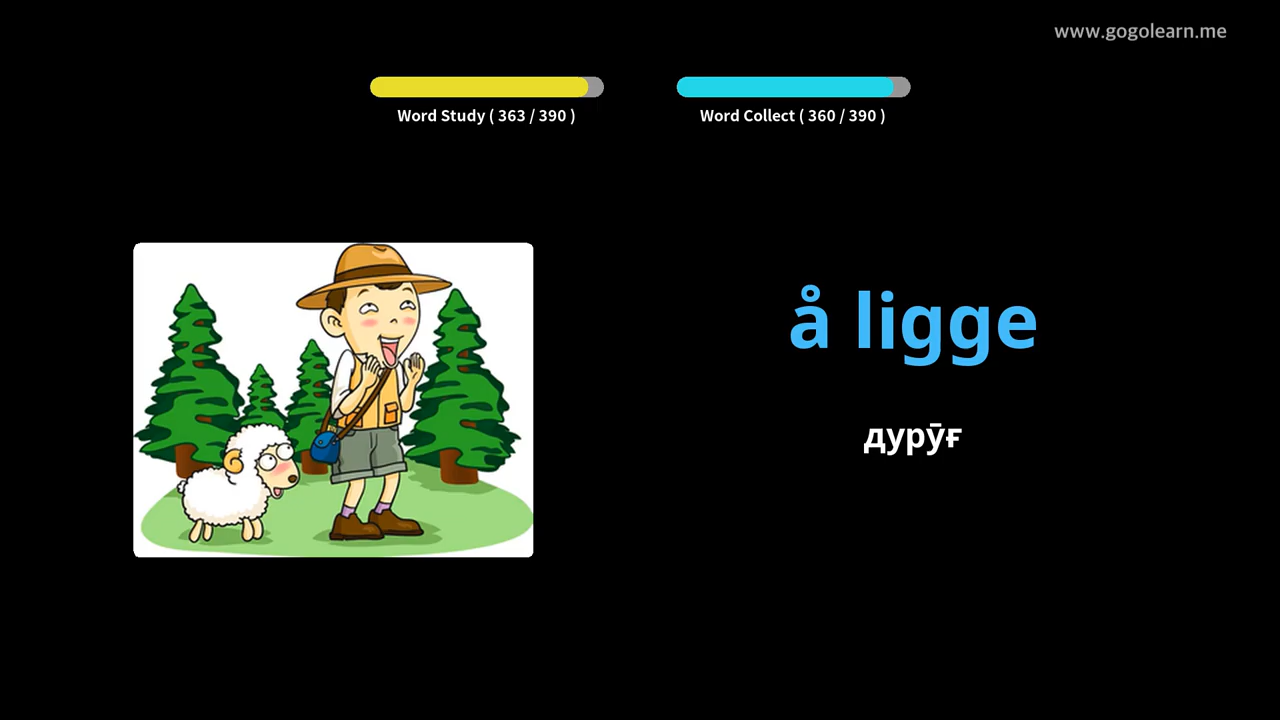 www.gogolearn.me
Word Study ( 363 / 390 )
Word Collect ( 360 / 390 )
å ligge
дурӯғ